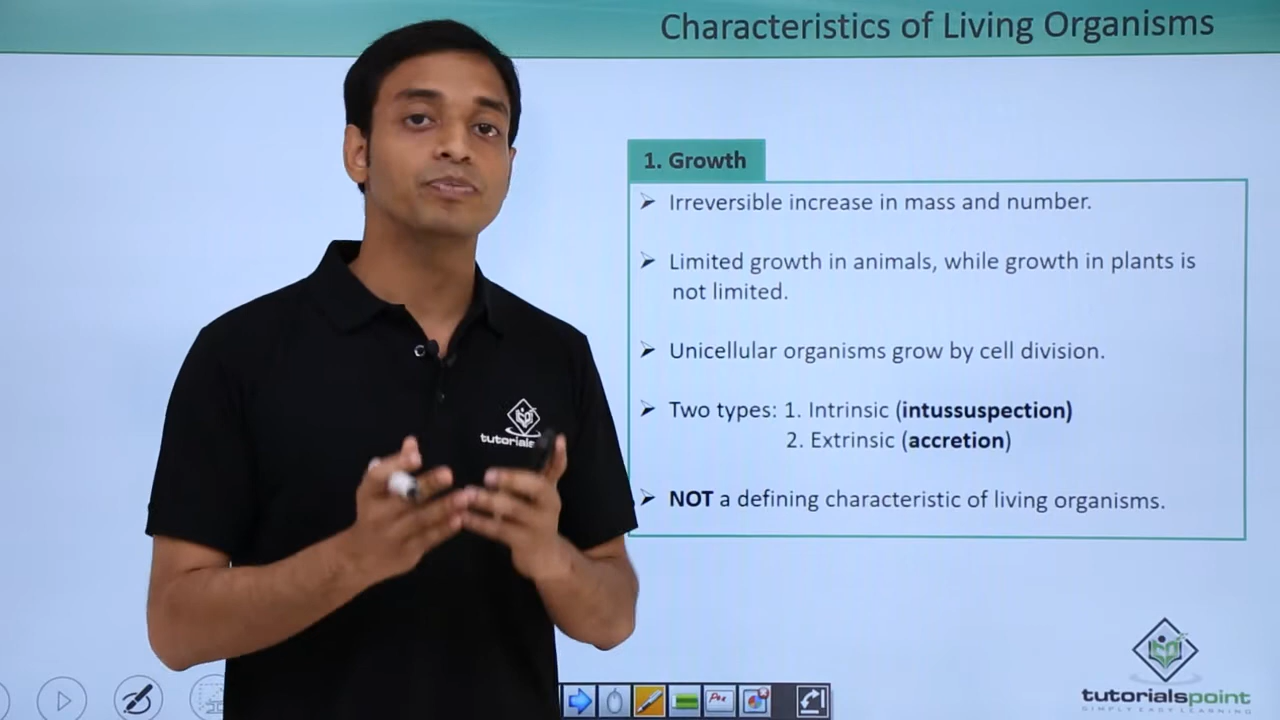 Characteristics of Living Organisms
1. Growth
➤ Irreversible increase in mass and number.
➤ Limited growth in animals, while growth in plants is
not limited.
➤ Unicellular organisms grow by cell division.
➤ Two types: 1. Intrinsic (intussuspection)
2. Extrinsic (accretion)
➤ NOT a defining characteristic of living organisms.
tutorials
tutorialspoint
SIMPLY EASY LEARNING